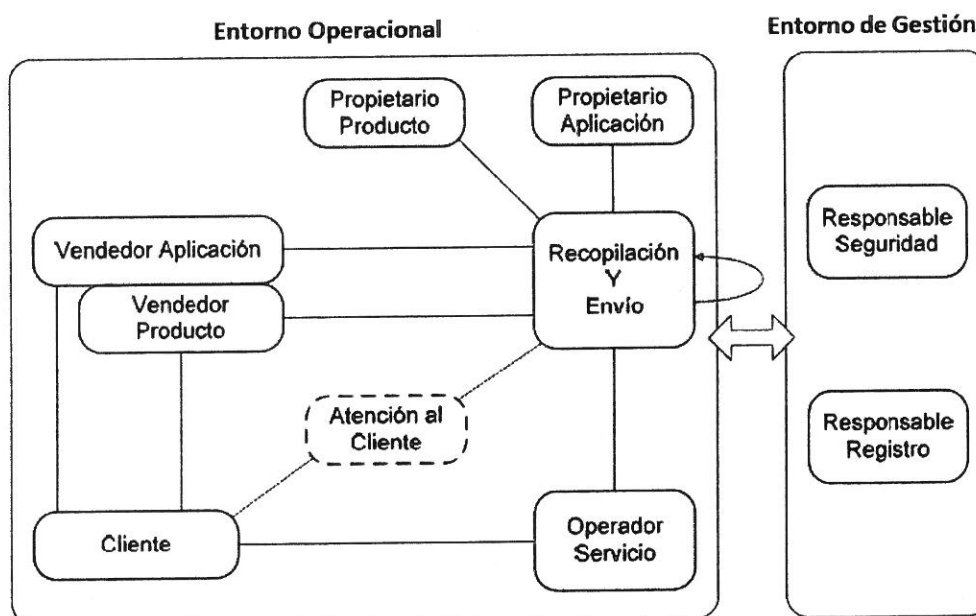 Entorno Operacional
Entorno de Gestión
Propietario
Producto
Propietario
Aplicación
Vendedor Aplicación
Vendedor
Producto
Recopilación
Y
Envío
Responsable
Seguridad
Atención al
Cliente
Responsable
Registro
Cliente
Operador
Servicio